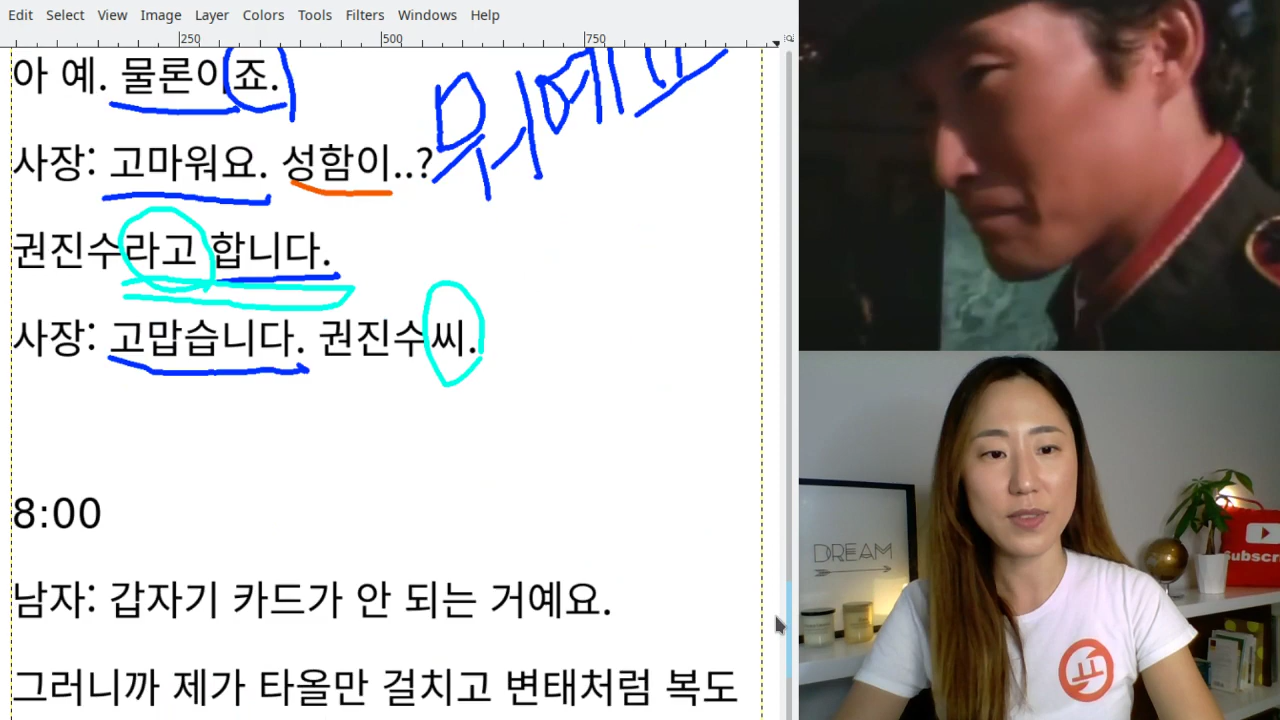 Edit Select View Image Layer Colors Tools Filters Windows Help
250 500 750
아 예. 물론이죠.
무
사장: 고마워요. 성함이..?
권진수라고 합니다.
사장: 고맙습니다. 권진수씨.
8:00
남자: 갑자기 카드가 안 되는 거예요.
그러니까 제가 타올만 걸치고 변태처럼 복도
DREAM